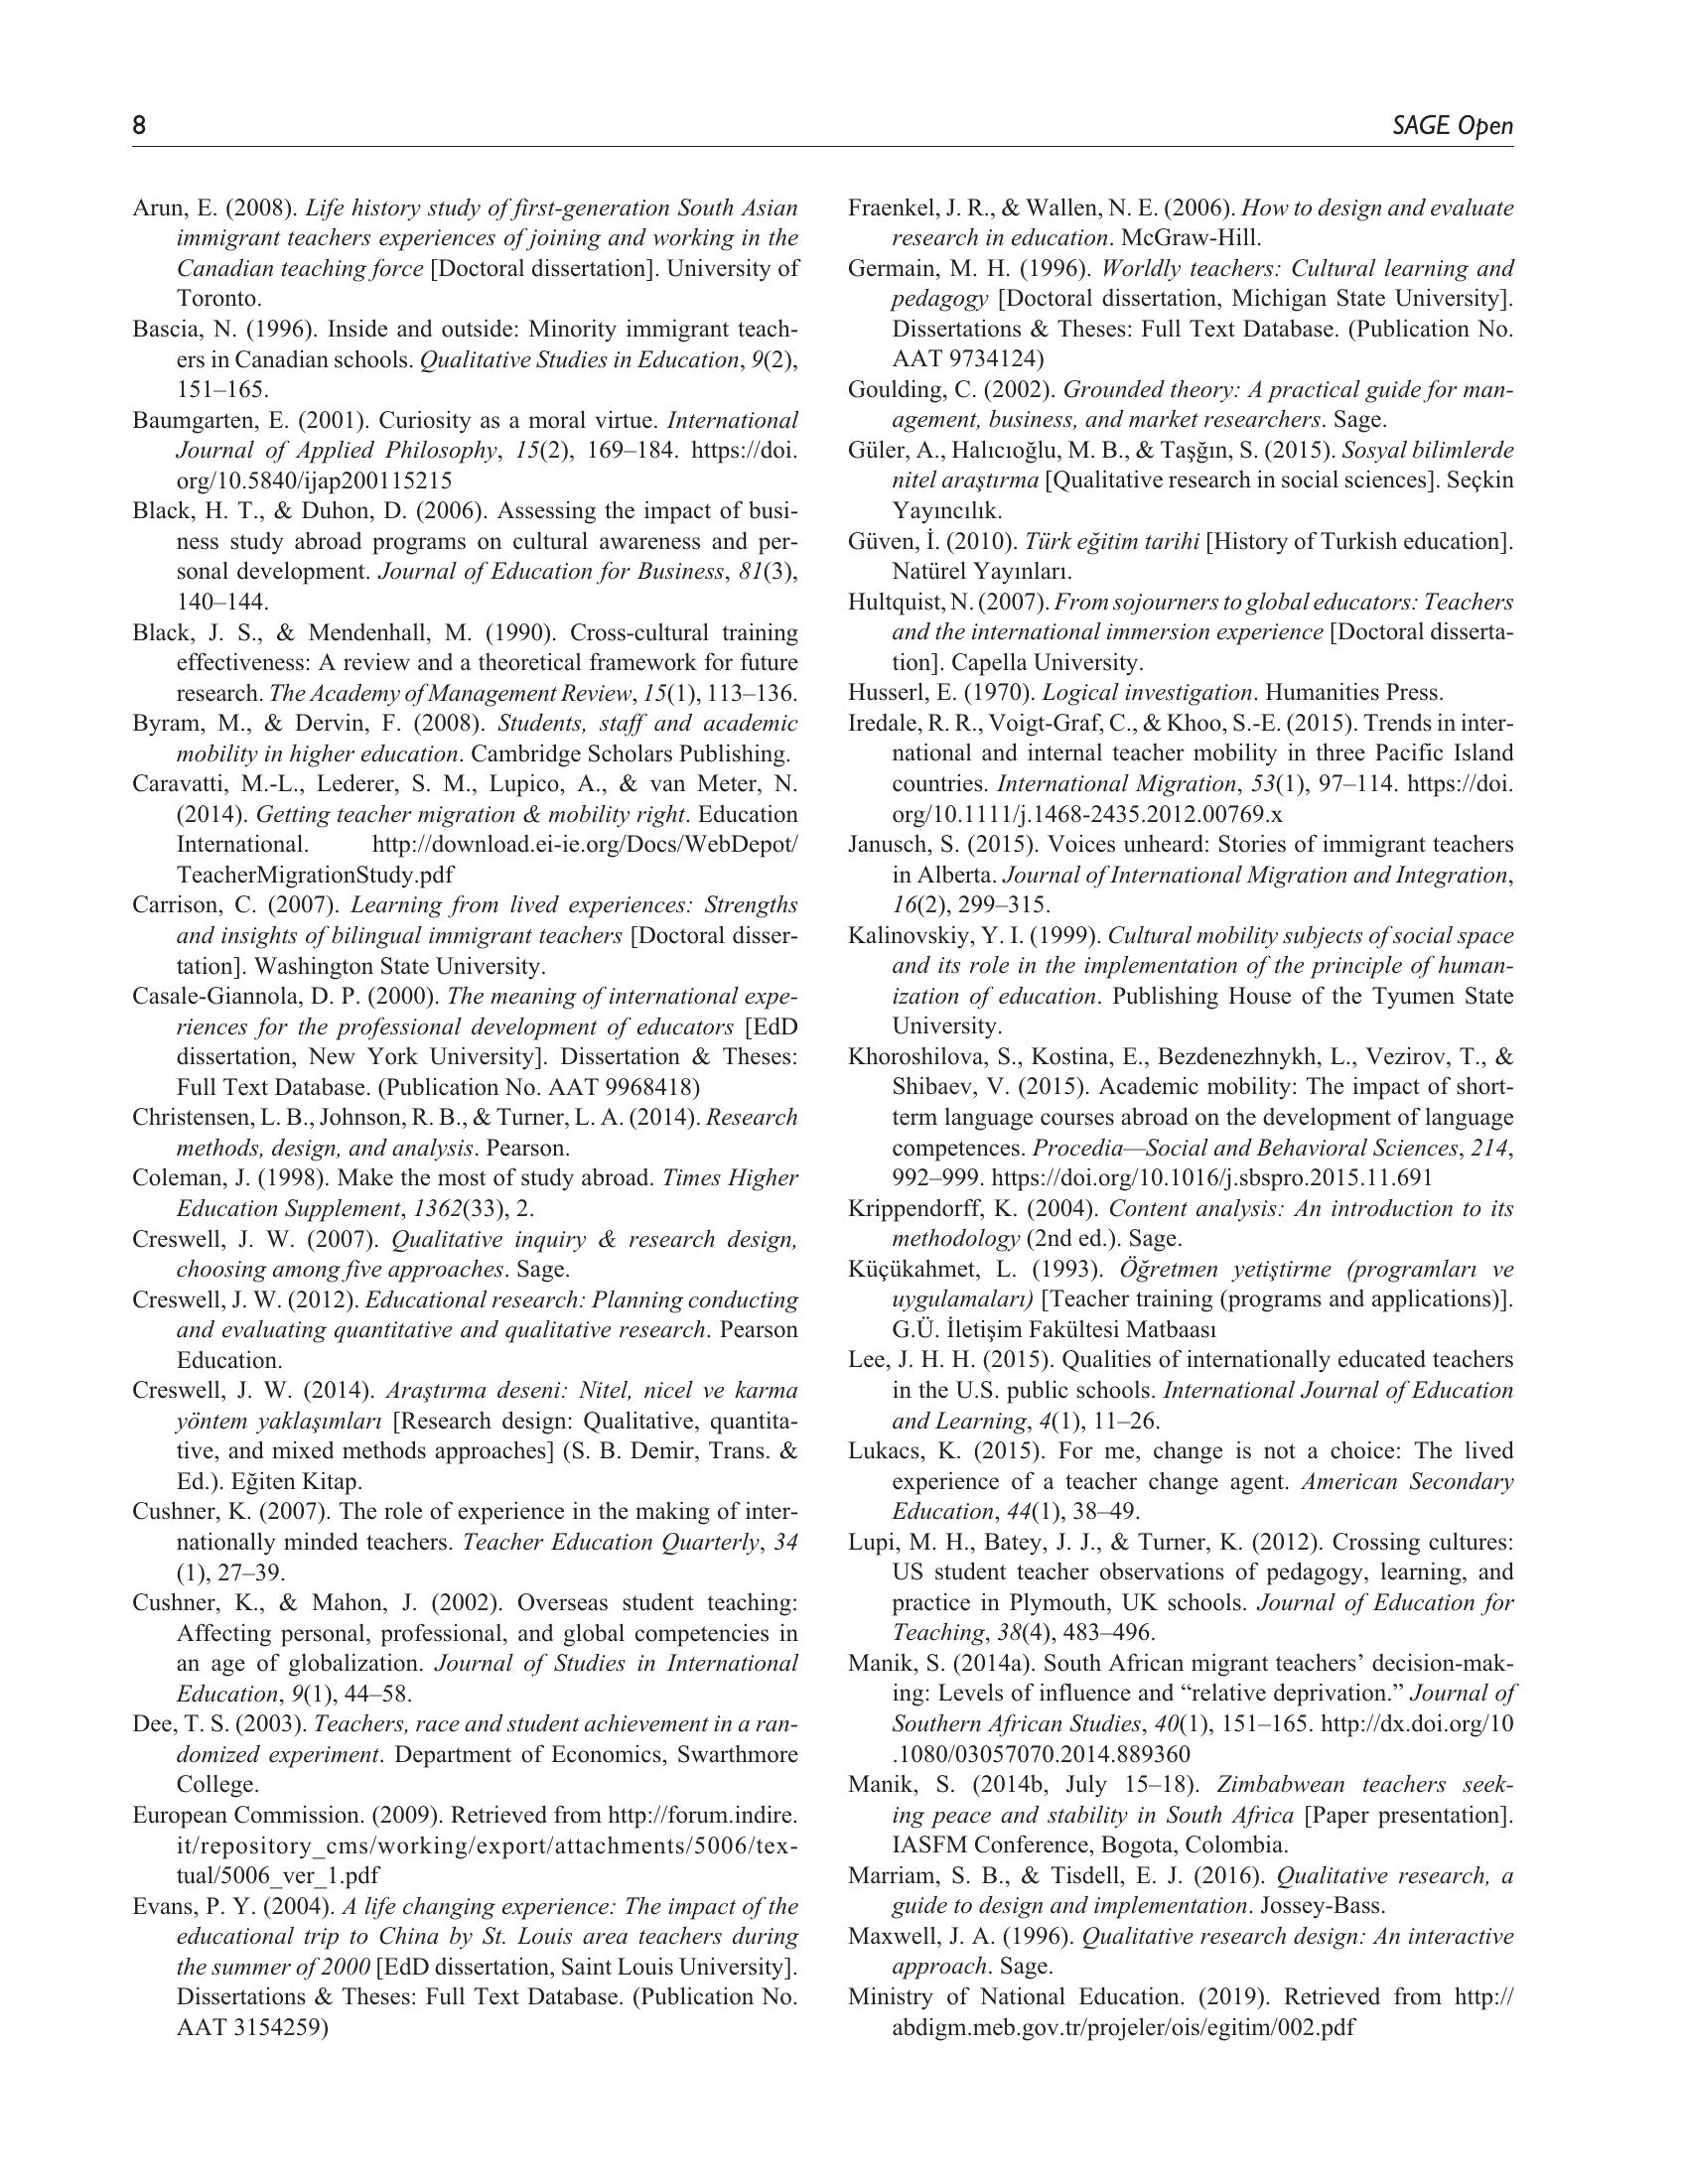 8
SAGE Open
Arun, E. (2008). Life history study of first-generation South Asian
immigrant teachers experiences of joining and working in the
Canadian teaching force [Doctoral dissertation]. University of
Toronto.
Bascia, N. (1996). Inside and outside: Minority immigrant teach-
ers in Canadian schools. Qualitative Studies in Education, 9(2),
151–165.
Baumgarten, E. (2001). Curiosity as a moral virtue. International
Journal of Applied Philosophy, 15(2), 169–184. https://doi.
org/10.5840/ijap200115215
Black, H. T., & Duhon, D. (2006). Assessing the impact of busi-
ness study abroad programs on cultural awareness and per-
sonal development. Journal of Education for Business, 81(3),
140–144.
Black, J. S., & Mendenhall, M. (1990). Cross-cultural training
effectiveness: A review and a theoretical framework for future
research. The Academy of Management Review, 15(1), 113–136.
Byram, M., & Dervin, F. (2008). Students, staff and academic
mobility in higher education. Cambridge Scholars Publishing.
Caravatti, M.-L., Lederer, S. M., Lupico, A., & van Meter, N.
(2014). Getting teacher migration & mobility right. Education
International. http://download.ei-ie.org/Docs/WebDepot/
TeacherMigrationStudy.pdf
Carrison, C. (2007). Learning from lived experiences: Strengths
and insights of bilingual immigrant teachers [Doctoral disser-
tation]. Washington State University.
Casale-Giannola, D. P. (2000). The meaning of international expe-
riences for the professional development of educators [EdD
dissertation, New York University]. Dissertation & Theses:
Full Text Database. (Publication No. AAT 9968418)
Christensen, L. B., Johnson, R. B., & Turner, L. A. (2014). Research
methods, design, and analysis. Pearson.
Coleman, J. (1998). Make the most of study abroad. Times Higher
Education Supplement, 1362(33), 2.
Creswell, J. W. (2007). Qualitative inquiry & research design,
choosing among five approaches. Sage.
Creswell, J. W. (2012). Educational research: Planning conducting
and evaluating quantitative and qualitative research. Pearson
Education.
Creswell, J. W. (2014). Araştırma deseni: Nitel, nicel ve karma
yöntem yaklaşımları [Research design: Qualitative, quantita-
tive, and mixed methods approaches] (S. B. Demir, Trans. &
Ed.). Eğiten Kitap.
Cushner, K. (2007). The role of experience in the making of inter-
nationally minded teachers. Teacher Education Quarterly, 34
(1), 27–39.
Cushner, K., & Mahon, J. (2002). Overseas student teaching:
Affecting personal, professional, and global competencies in
an age of globalization. Journal of Studies in International
Education, 9(1), 44–58.
Dee, T. S. (2003). Teachers, race and student achievement in a ran-
domized experiment. Department of Economics, Swarthmore
College.
European Commission. (2009). Retrieved from http://forum.indire.
it/repository_cms/working/export/attachments/5006/tex-
tual/5006_ver_1.pdf
Evans, P. Y. (2004). A life changing experience: The impact of the
educational trip to China by St. Louis area teachers during
the summer of 2000 [EdD dissertation, Saint Louis University].
Dissertations & Theses: Full Text Database. (Publication No.
AAT 3154259)
Fraenkel, J. R., & Wallen, N. E. (2006). How to design and evaluate
research in education. McGraw-Hill.
Germain, M. H. (1996). Worldly teachers: Cultural learning and
pedagogy [Doctoral dissertation, Michigan State University].
Dissertations & Theses: Full Text Database. (Publication No.
AAT 9734124)
Goulding, C. (2002). Grounded theory: A practical guide for man-
agement, business, and market researchers. Sage.
Güler, A., Halıcıoğlu, M. B., & Taşğın, S. (2015). Sosyal bilimlerde
nitel araştırma [Qualitative research in social sciences]. Seçkin
Yayıncılık.
Güven, İ. (2010). Türk eğitim tarihi [History of Turkish education].
Natürel Yayınları.
Hultquist, N. (2007). From sojourners to global educators: Teachers
and the international immersion experience [Doctoral disserta-
tion]. Capella University.
Husserl, E. (1970). Logical investigation. Humanities Press.
Iredale, R. R., Voigt-Graf, C., & Khoo, S.-E. (2015). Trends in inter-
national and internal teacher mobility in three Pacific Island
countries. International Migration, 53(1), 97–114. https://doi.
org/10.1111/j.1468-2435.2012.00769.x
Janusch, S. (2015). Voices unheard: Stories of immigrant teachers
in Alberta. Journal of International Migration and Integration,
16(2), 299–315.
Kalinovskiy, Y. I. (1999). Cultural mobility subjects of social space
and its role in the implementation of the principle of human-
ization of education. Publishing House of the Tyumen State
University.
Khoroshilova, S., Kostina, E., Bezdenezhnykh, L., Vezirov, T., &
Shibaev, V. (2015). Academic mobility: The impact of short-
term language courses abroad on the development of language
competences. Procedia—Social and Behavioral Sciences, 214,
992–999. https://doi.org/10.1016/j.sbspro.2015.11.691
Krippendorff, K. (2004). Content analysis: An introduction to its
methodology (2nd ed.). Sage.
Küçükahmet, L. (1993). Öğretmen yetiştirme (programları ve
uygulamaları) [Teacher training (programs and applications)].
G.Ü. İletişim Fakültesi Matbaası
Lee, J. H. H. (2015). Qualities of internationally educated teachers
in the U.S. public schools. International Journal of Education
and Learning, 4(1), 11–26.
Lukacs, K. (2015). For me, change is not a choice: The lived
experience of a teacher change agent. American Secondary
Education, 44(1), 38–49.
Lupi, M. H., Batey, J. J., & Turner, K. (2012). Crossing cultures:
US student teacher observations of pedagogy, learning, and
practice in Plymouth, UK schools. Journal of Education for
Teaching, 38(4), 483–496.
Manik, S. (2014a). South African migrant teachers’ decision-mak-
ing: Levels of influence and “relative deprivation.” Journal of
Southern African Studies, 40(1), 151–165. http://dx.doi.org/10
.1080/03057070.2014.889360
Manik, S. (2014b, July 15–18). Zimbabwean teachers seek-
ing peace and stability in South Africa [Paper presentation].
IASFM Conference, Bogota, Colombia.
Marriam, S. B., & Tisdell, E. J. (2016). Qualitative research, a
guide to design and implementation. Jossey-Bass.
Maxwell, J. A. (1996). Qualitative research design: An interactive
approach. Sage.
Ministry of National Education. (2019). Retrieved from http://
abdigm.meb.gov.tr/projeler/ois/egitim/002.pdf